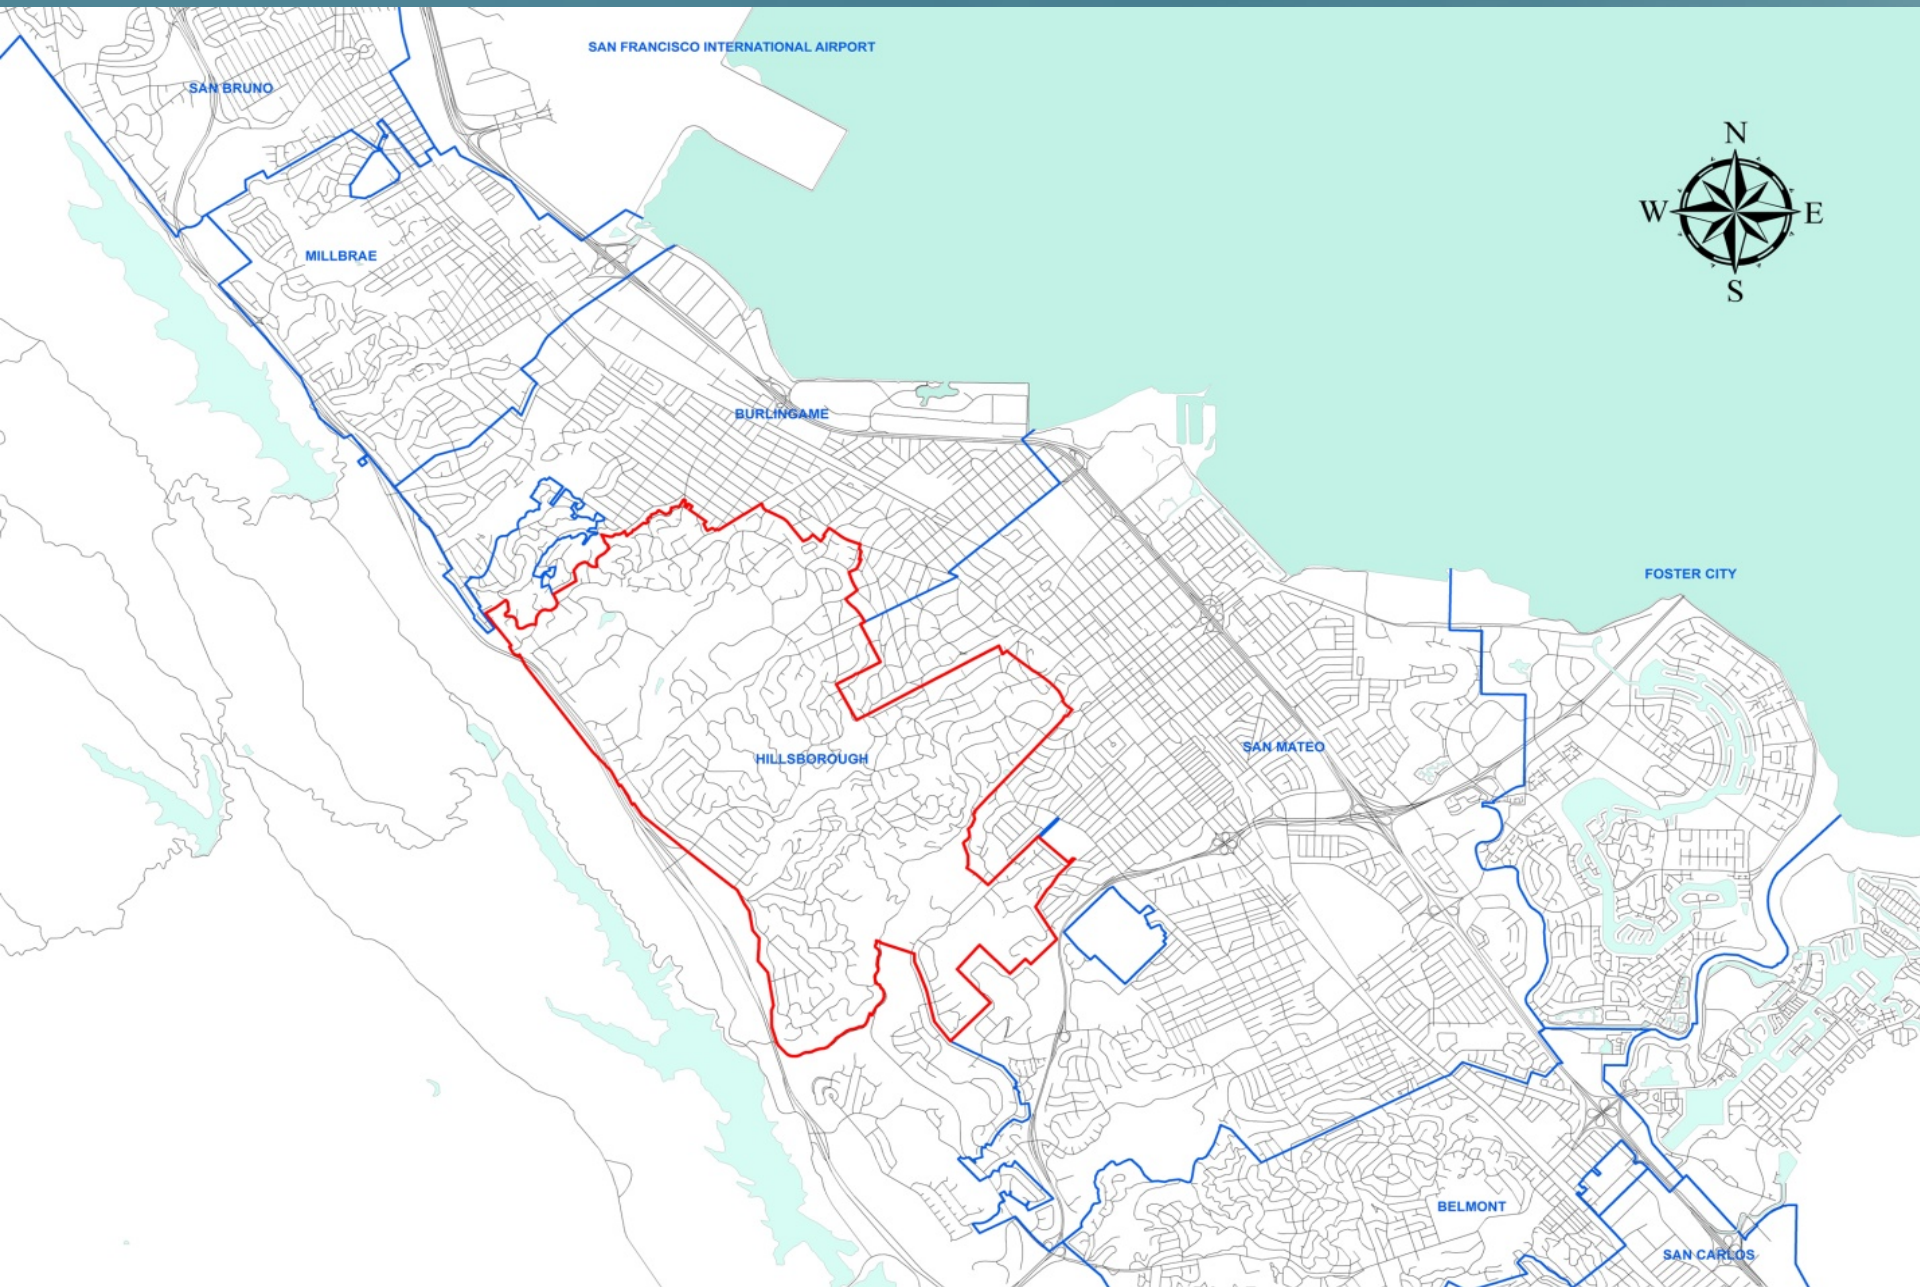 SAN FRANCISCO INTERNATIONAL AIRPORT
SAN BRUNO
N
W
E
S
MILLBRAE
BURLINGAME
FOSTER CITY
SAN MATEO
HILLSBOROUGH
BELMONT
SAN CARLOS